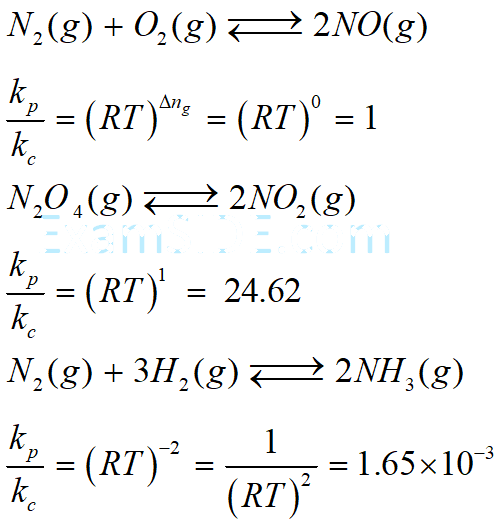 N₂(g) + O₂(g) ⇌ 2NO(g)
k_p/k_c = (RT)^{Δn_g} = (RT)^0 = 1
N₂O₄(g) ⇌ 2NO₂(g)
k_p/k_c = (RT)^1 = 24.62
N₂(g) + 3H₂(g) ⇌ 2NH₃(g)
k_p/k_c = (RT)^{-2} = 1/(RT)^2 = 1.65×10^{-3}